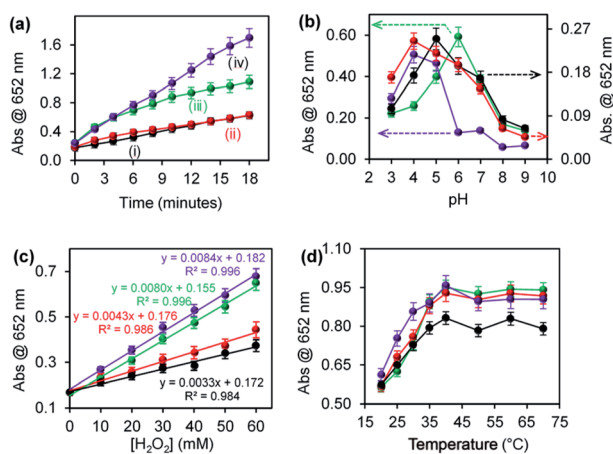 (a)
1.6
1.2
0.8
0.4
0.0
Abs @ 652 nm
(iv)
(iii)
(ii)
(i)
0 3 6 9 12 15 18
Time (minutes)
(b)
0.60
0.40
0.20
0.00
Abs @ 652 nm
0.27
0.18
0.09
0.00
Abs. @ 652 nm
2 3 4 5 6 7 8 9 10
pH
(c)
0.7
0.5
0.3
0.1
Abs @ 652 nm
y = 0.0084x + 0.182
R² = 0.996
y = 0.0080x + 0.155
R² = 0.996
y = 0.0043x + 0.176
R² = 0.986
y = 0.0033x + 0.172
R² = 0.984
0 10 20 30 40 50 60
[H₂O₂] (mM)
(d)
1.10
0.95
0.80
0.65
0.50
Abs @ 652 nm
15 25 35 45 55 65 75
Temperature (°C)